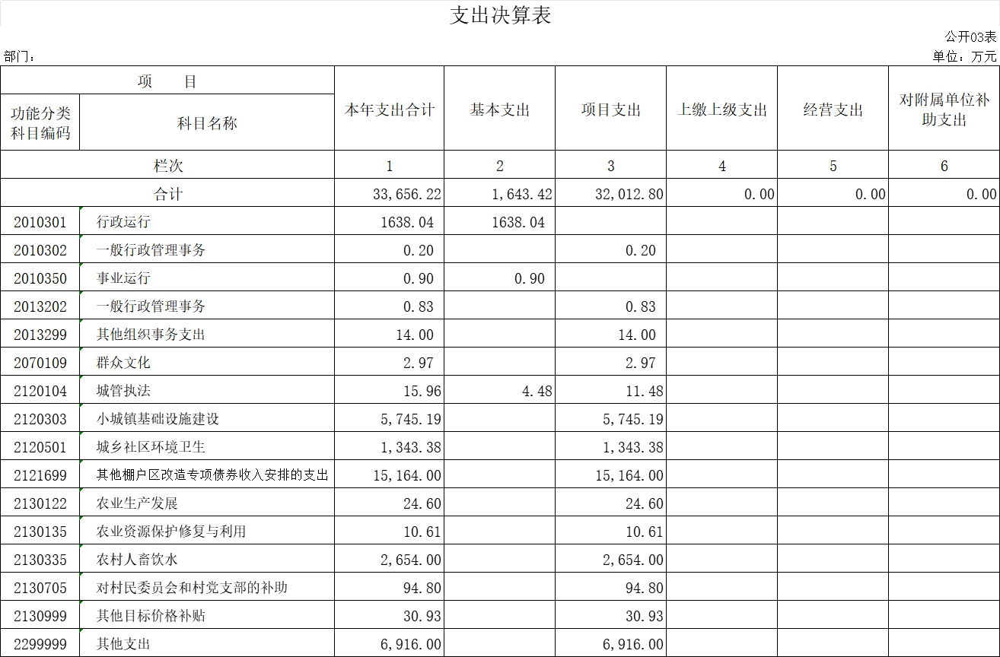 支出决算表
公开03表
部门：
单位：万元
项 目
本年支出合计 基本支出 项目支出 上缴上级支出 经营支出 对附属单位补助支出
功能分类科目编码 科目名称
栏次 1 2 3 4 5 6
合计 33,656.22 1,643.42 32,012.80 0.00 0.00 0.00
2010301 行政运行 1638.04 1638.04
2010302 一般行政管理事务 0.20 0.20
2010350 事业运行 0.90 0.90
2013202 一般行政管理事务 0.83 0.83
2013299 其他组织事务支出 14.00 14.00
2070109 群众文化 2.97 2.97
2120104 城管执法 15.96 4.48 11.48
2120303 小城镇基础设施建设 5,745.19 5,745.19
2120501 城乡社区环境卫生 1,343.38 1,343.38
2121699 其他棚户区改造专项债券收入安排的支出 15,164.00 15,164.00
2130122 农业生产发展 24.60 24.60
2130135 农业资源保护修复与利用 10.61 10.61
2130335 农村人畜饮水 2,654.00 2,654.00
2130705 对村民委员会和村党支部的补助 94.80 94.80
2130999 其他目标价格补贴 30.93 30.93
2299999 其他支出 6,916.00 6,916.00